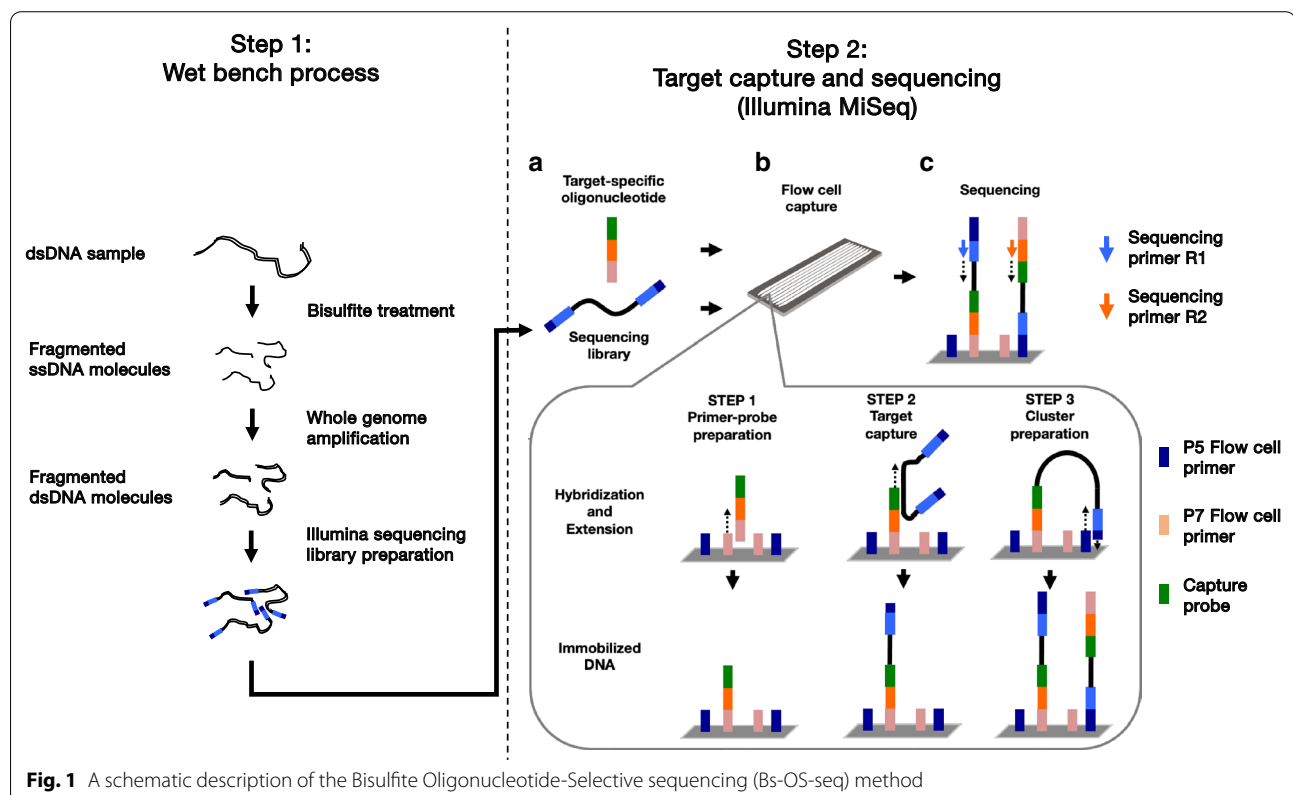 Step 1:
Wet bench process
dsDNA sample
Bisulfite treatment
Fragmented
ssDNA molecules
Whole genome
amplification
Fragmented
dsDNA molecules
Illumina sequencing
library preparation
Step 2:
Target capture and sequencing
(Illumina MiSeq)
a
Target-specific
oligonucleotide
Sequencing
library
b
Flow cell
capture
c
Sequencing
Sequencing
primer R1
Sequencing
primer R2
STEP 1
Primer-probe
preparation
STEP 2
Target
capture
STEP 3
Cluster
preparation
Hybridization
and
Extension
Immobilized
DNA
P5 Flow cell
primer
P7 Flow cell
primer
Capture
probe
Fig. 1 A schematic description of the Bisulfite Oligonucleotide-Selective sequencing (Bs-OS-seq) method